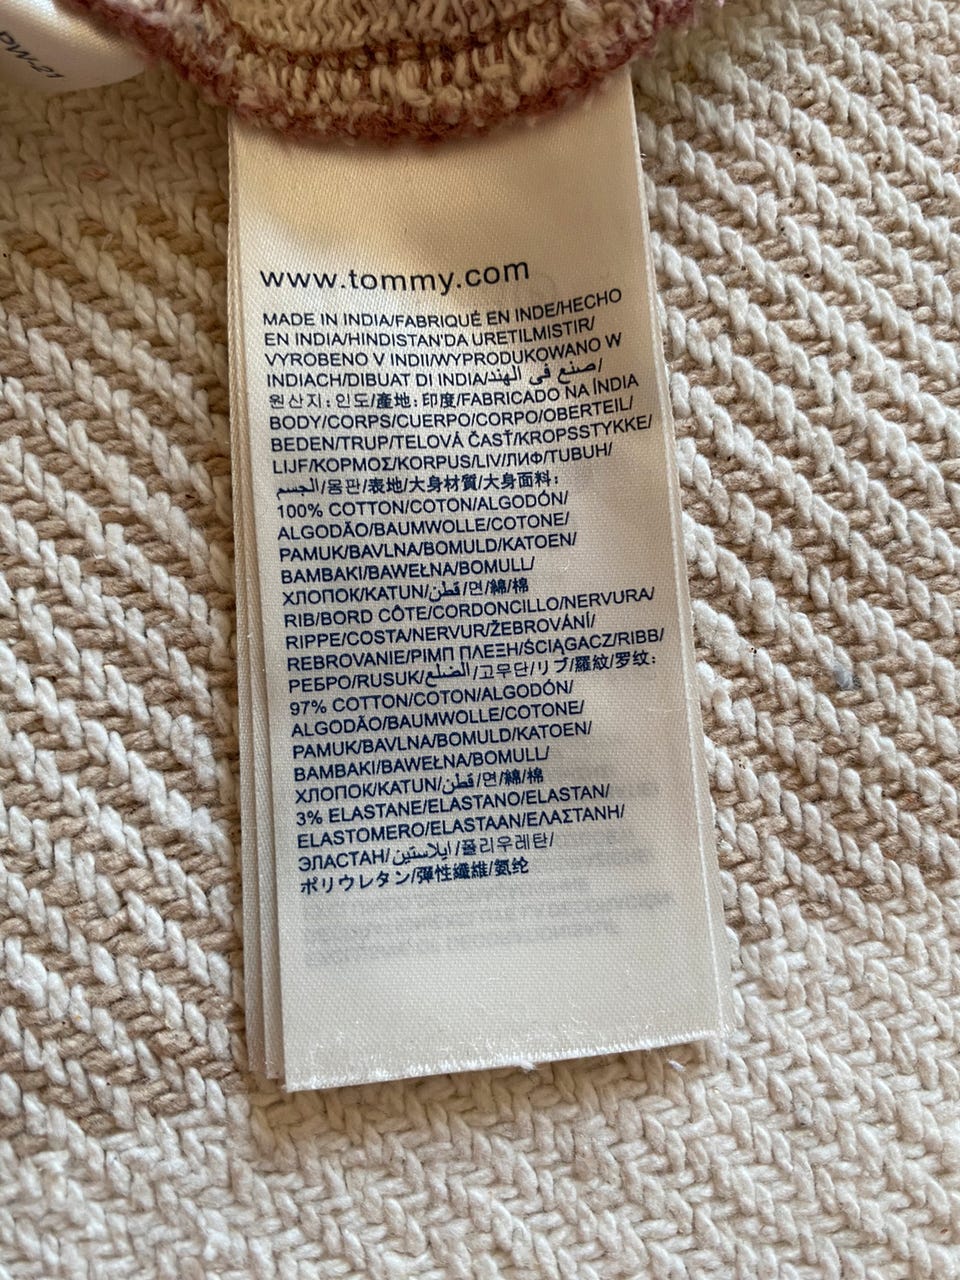 www.tommy.com
MADE IN INDIA/FABRIQUÉ EN INDE/HECHO
EN INDIA/HINDISTAN'DA URETILMISTIR/
VYROBENO V INDII/WYPRODUKOWANO W
INDIACH/DIBUAT DI INDIA/صنع في الهند/
원산지: 인도/產地: 印度/FABRICADO NA ÍNDIA
BODY/CORPS/CUERPO/CORPO/OBERTEIL/
BEDEN/TRUP/TELOVÁ ČASŤ/KROPSSTYKKE/
LIJF/ΚΟΡΜΟΣ/KORPUS/LIV/ЛИФ/TUBUH/
الجسم/몸판/表地/大身材質/大身面料:
100% COTTON/COTON/ALGODÓN/
ALGODÃO/BAUMWOLLE/COTONE/
PAMUK/BAVLNA/BOMULD/KATOEN/
BAMBAKI/BAWEŁNA/BOMULL/
ХЛОПОК/KATUN/قطن/면/綿/棉
RIB/BORD CÔTE/CORDONCILLO/NERVURA/
RIPPE/COSTA/NERVUR/ŽEBROVÁNÍ/
REBROVANIE/ΡΙΜΠ ΠΛΕΞΗ/ŚCIĄGACZ/RIBB/
РЕБРО/RUSUK/الضلع/고무단/リブ/羅紋/罗纹:
97% COTTON/COTON/ALGODÓN/
ALGODÃO/BAUMWOLLE/COTONE/
PAMUK/BAVLNA/BOMULD/KATOEN/
BAMBAKI/BAWEŁNA/BOMULL/
ХЛОПОК/KATUN/قطن/면/綿/棉
3% ELASTANE/ELASTANO/ELASTAN/
ELASTOMERO/ELASTAAN/ΕΛΑΣΤΑΝΗ/
ЭЛАСТАН/ايلاستين/폴리우레탄/
ポリウレタン/彈性纖維/氨纶